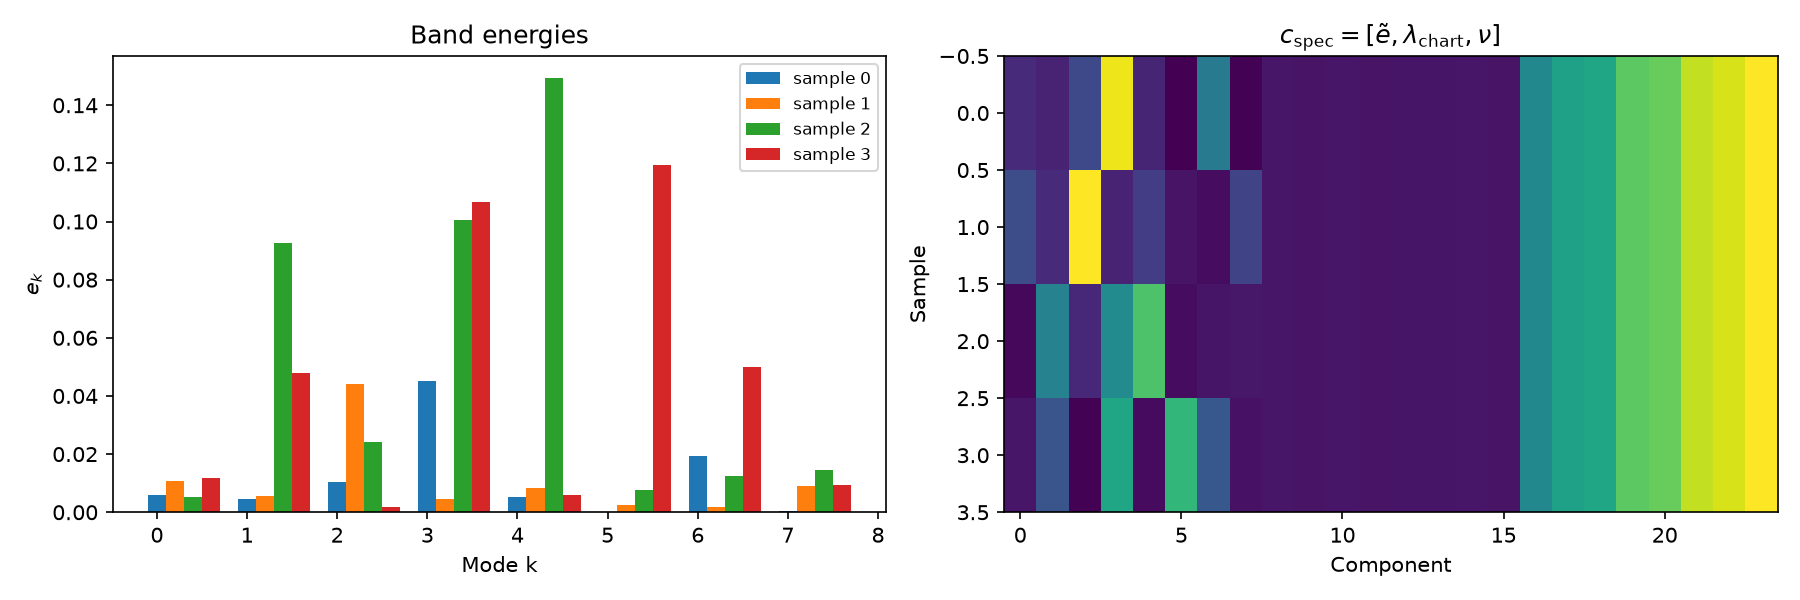 Band energies
0.14
0.12
0.10
0.08
0.06
0.04
0.02
0.00
e_k
0 1 2 3 4 5 6 7 8
Mode k
sample 0
sample 1
sample 2
sample 3
c_spec = [ẽ, λ_chart, ν]
−0.5
0.0
0.5
1.0
1.5
2.0
2.5
3.0
3.5
Sample
0 5 10 15 20
Component